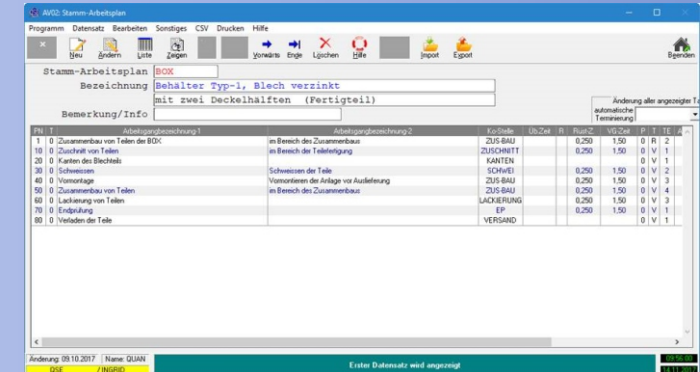 AV02: Stamm-Arbeitsplan
Programm Datensatz Bearbeiten Sonstiges CSV Drucken Hilfe
Neu Ändern Liste Zeigen Vorwärts Ende Löschen Hilfe Import Export Beenden
Stamm-Arbeitsplan BOX
Bezeichnung Behälter Typ-1, Blech verzinkt
mit zwei Deckelhälften (Fertigteil)
Änderung aller angezeigter Ta
automatische
Terminierung
Bemerkung/Info
PN T Arbeitsgangbezeichnung-1 Arbeitsgangbezeichnung-2 Ko-Stelle Üb.Zeit R Rüst-Z. VG-Zeit P T TE
1 0 Zusammenbau von Teilen der BOX im Bereich des Zusammenbaus ZUS-BAU 0,250 1,50 0 R 2
10 0 Zuschnitt von Teilen im Bereich der Teilefertigung ZUSCHNITT 0,250 1,50 0 V 1
20 0 Kanten des Blechteils KANTEN 0 V 1
30 0 Schweissen Schweissen der Teile SCHWEI 0,250 1,50 0 V 2
40 0 Vormontage Vormontieren der Anlage vor Auslieferung ZUS-BAU 0,250 1,50 0 V 3
50 0 Zusammenbau von Teilen im Bereich des Zusammenbaus ZUS-BAU 0,250 1,50 0 V 4
60 0 Lackierung von Teilen LACKIERUNG 0,250 1,50 0 V 3
70 0 Endprüfung EP 0,250 1,50 0 V 1
80 0 Verladen der Teile VERSAND 0 V 1
Änderung: 09.10.2017 Name: QUAN
QSE / INGRID
Erster Datensatz wird angezeigt
09:56:00